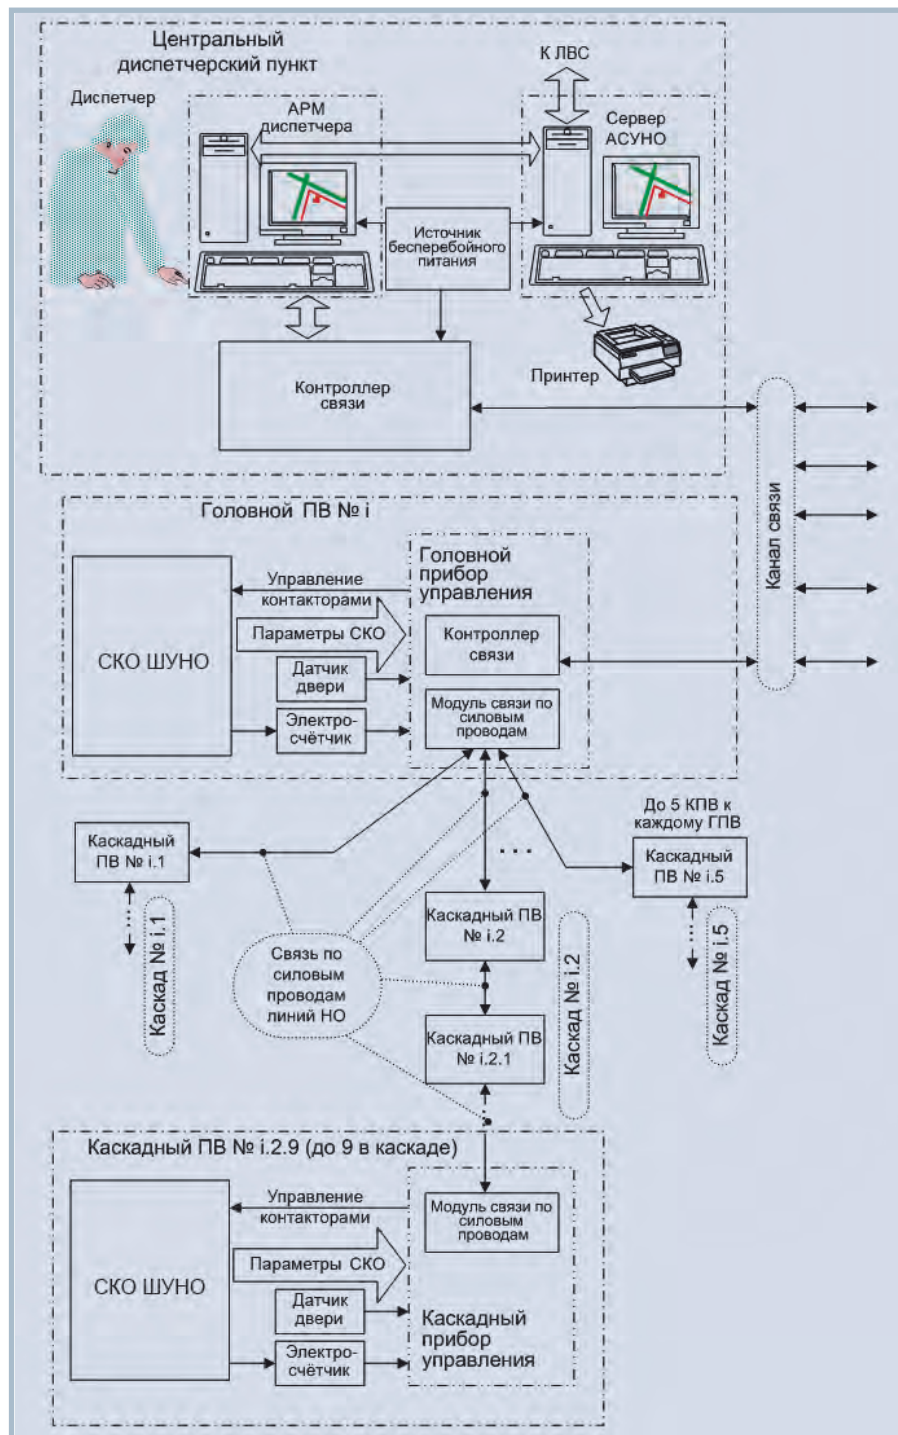 Центральный
диспетчерский пункт
К ЛВС
Диспетчер
АРМ
диспетчера
Сервер
АСУНО
Источник
бесперебойного
питания
Принтер
Контроллер
связи
Канал связи
Головной ПВ № i
Головной
прибор
управления
Управление
контакторами
Параметры СКО
СКО ШУНО
Контроллер
связи
Датчик
двери
Модуль связи по
силовым
проводам
Электро-
счётчик
До 5 КПВ к
каждому ГПВ
Каскадный
ПВ № i.1
...
Каскадный
ПВ № i.5
Каскадный ПВ
№ i.2
Каскад № i.1
Связь по
силовым
проводам
линий НО
Каскад № i.2
Каскад № i.5
Каскадный ПВ
№ i.2.1
Каскадный ПВ № i.2.9 (до 9 в каскаде)
Управление
контакторами
Модуль связи по
силовым
проводам
Параметры СКО
СКО ШУНО
Датчик
двери
Каскадный
прибор
управления
Электро-
счётчик